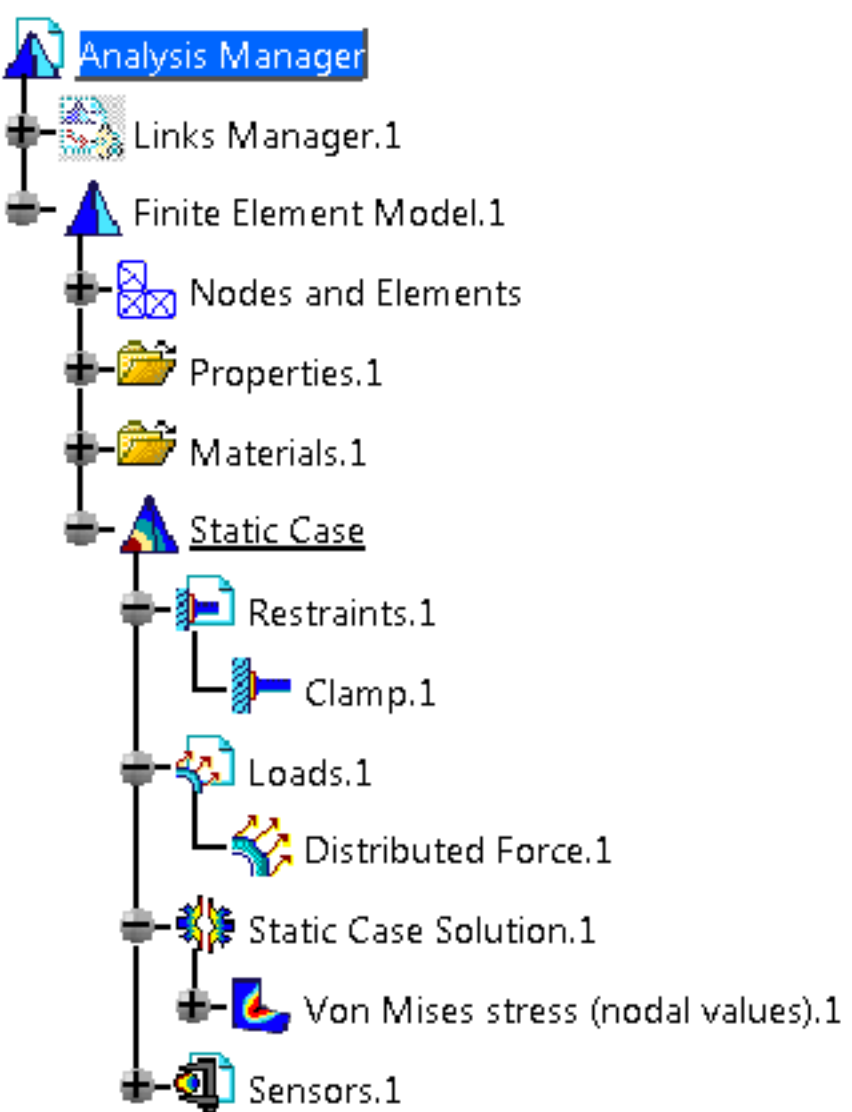 Analysis Manager
Links Manager.1
Finite Element Model.1
Nodes and Elements
Properties.1
Materials.1
Static Case
Restraints.1
Clamp.1
Loads.1
Distributed Force.1
Static Case Solution.1
Von Mises stress (nodal values).1
Sensors.1